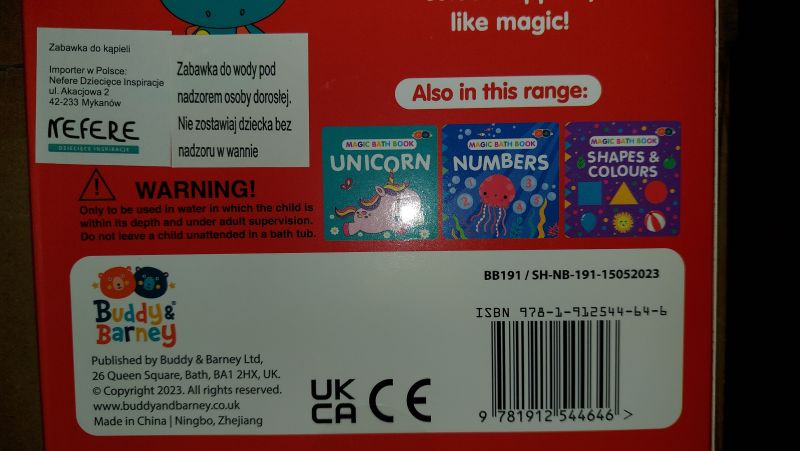 like magic!
Zabawka do kąpieli
Importer w Polsce:
Nefere Dziecięce Inspiracje
ul. Akacjowa 2
42-233 Mykanów
NEFERE
DZIECIĘCE INSPIRACJE
Zabawka do wody pod
nadzorem osoby dorosłej.
Nie zostawiaj dziecka bez
nadzoru w wannie
Also in this range:
MAGIC BATH BOOK
UNICORN
MAGIC BATH BOOK
NUMBERS
1 2 3 4 5
MAGIC BATH BOOK
SHAPES &
COLOURS
WARNING!
Only to be used in water in which the child is
within its depth and under adult supervision.
Do not leave a child unattended in a bath tub.
BB191 / SH-NB-191-15052023
Buddy &
Barney
ISBN 978-1-912544-64-6
Published by Buddy & Barney Ltd,
26 Queen Square, Bath, BA1 2HX, UK.
© Copyright 2023. All rights reserved.
www.buddyandbarney.co.uk
Made in China | Ningbo, Zhejiang
UK
CA CE
9 781912 544646 >